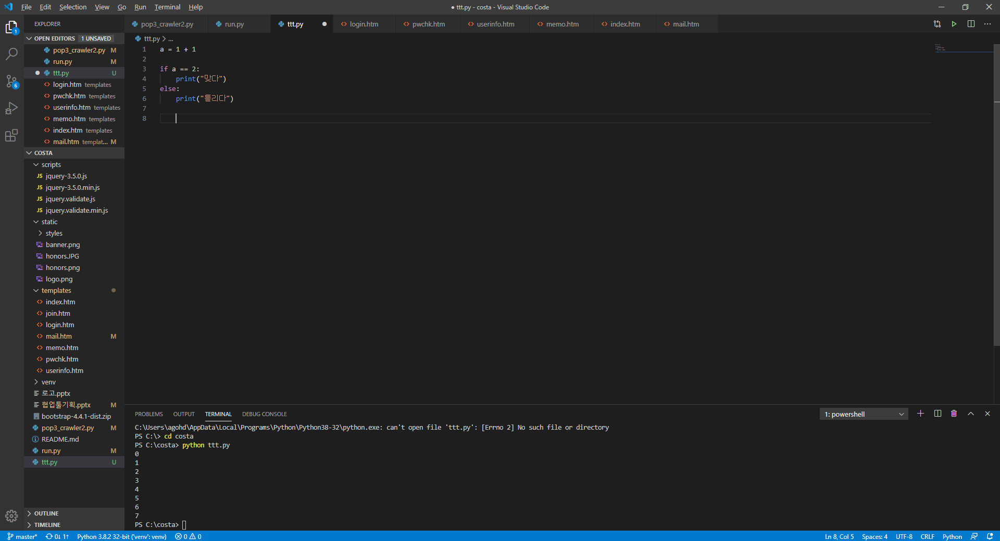 File Edit Selection View Go Run Terminal Help
● ttt.py - costa - Visual Studio Code
EXPLORER
OPEN EDITORS 1 UNSAVED
pop3_crawler2.py M
run.py M
ttt.py U
login.htm templates
pwchk.htm templates
userinfo.htm templates
memo.htm templates
index.htm templates
mail.htm templat... M
COSTA
scripts
JS jquery-3.5.0.js
JS jquery-3.5.0.min.js
JS jquery.validate.js
JS jquery.validate.min.js
static
styles
banner.png
honors.JPG
honors.png
logo.png
templates
index.htm
join.htm
login.htm
mail.htm M
memo.htm
pwchk.htm
userinfo.htm
venv
로고.pptx
협업툴기획.pptx M
bootstrap-4.4.1-dist.zip
pop3_crawler2.py M
README.md
run.py M
ttt.py U
OUTLINE
TIMELINE
1
6
pop3_crawler2.py run.py ttt.py login.htm pwchk.htm userinfo.htm memo.htm index.htm mail.htm
ttt.py > ...
1 a = 1 + 1
2
3 if a == 2:
4 print("맞다")
5 else:
6 print("틀리다")
7
8
PROBLEMS OUTPUT TERMINAL DEBUG CONSOLE
1: powershell
C:\Users\agohd\AppData\Local\Programs\Python\Python38-32\python.exe: can't open file 'ttt.py': [Errno 2] No such file or directory
PS C:\> cd costa
PS C:\costa> python ttt.py
0
1
2
3
4
5
6
7
PS C:\costa>
master* 0↓ 1↑ Python 3.8.2 32-bit ('venv': venv) 0 0
Ln 8, Col 5 Spaces: 4 UTF-8 CRLF Python